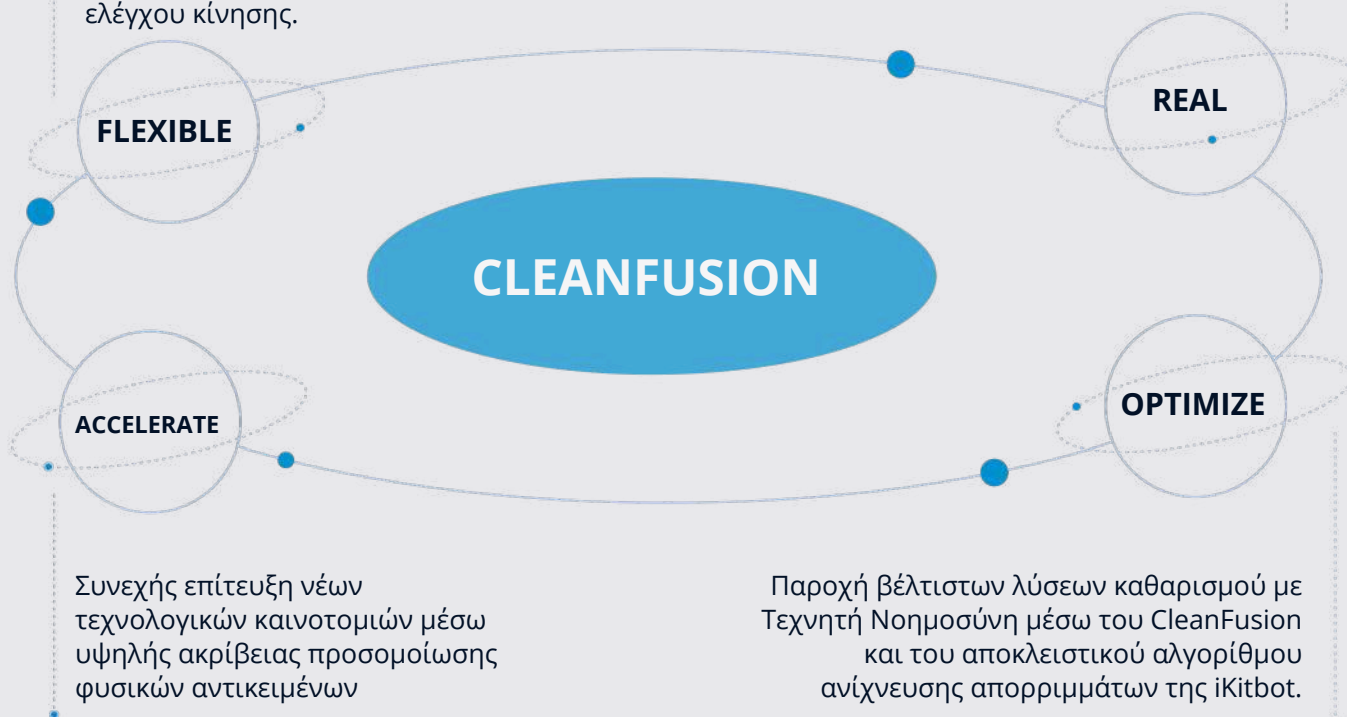 ελέγχου κίνησης.
FLEXIBLE
REAL
CLEANFUSION
ACCELERATE
OPTIMIZE
Συνεχής επίτευξη νέων
τεχνολογικών καινοτομιών μέσω
υψηλής ακρίβειας προσομοίωσης
φυσικών αντικειμένων
Παροχή βέλτιστων λύσεων καθαρισμού με
Τεχνητή Νοημοσύνη μέσω του CleanFusion
και του αποκλειστικού αλγορίθμου
ανίχνευσης απορριμμάτων της iKitbot.